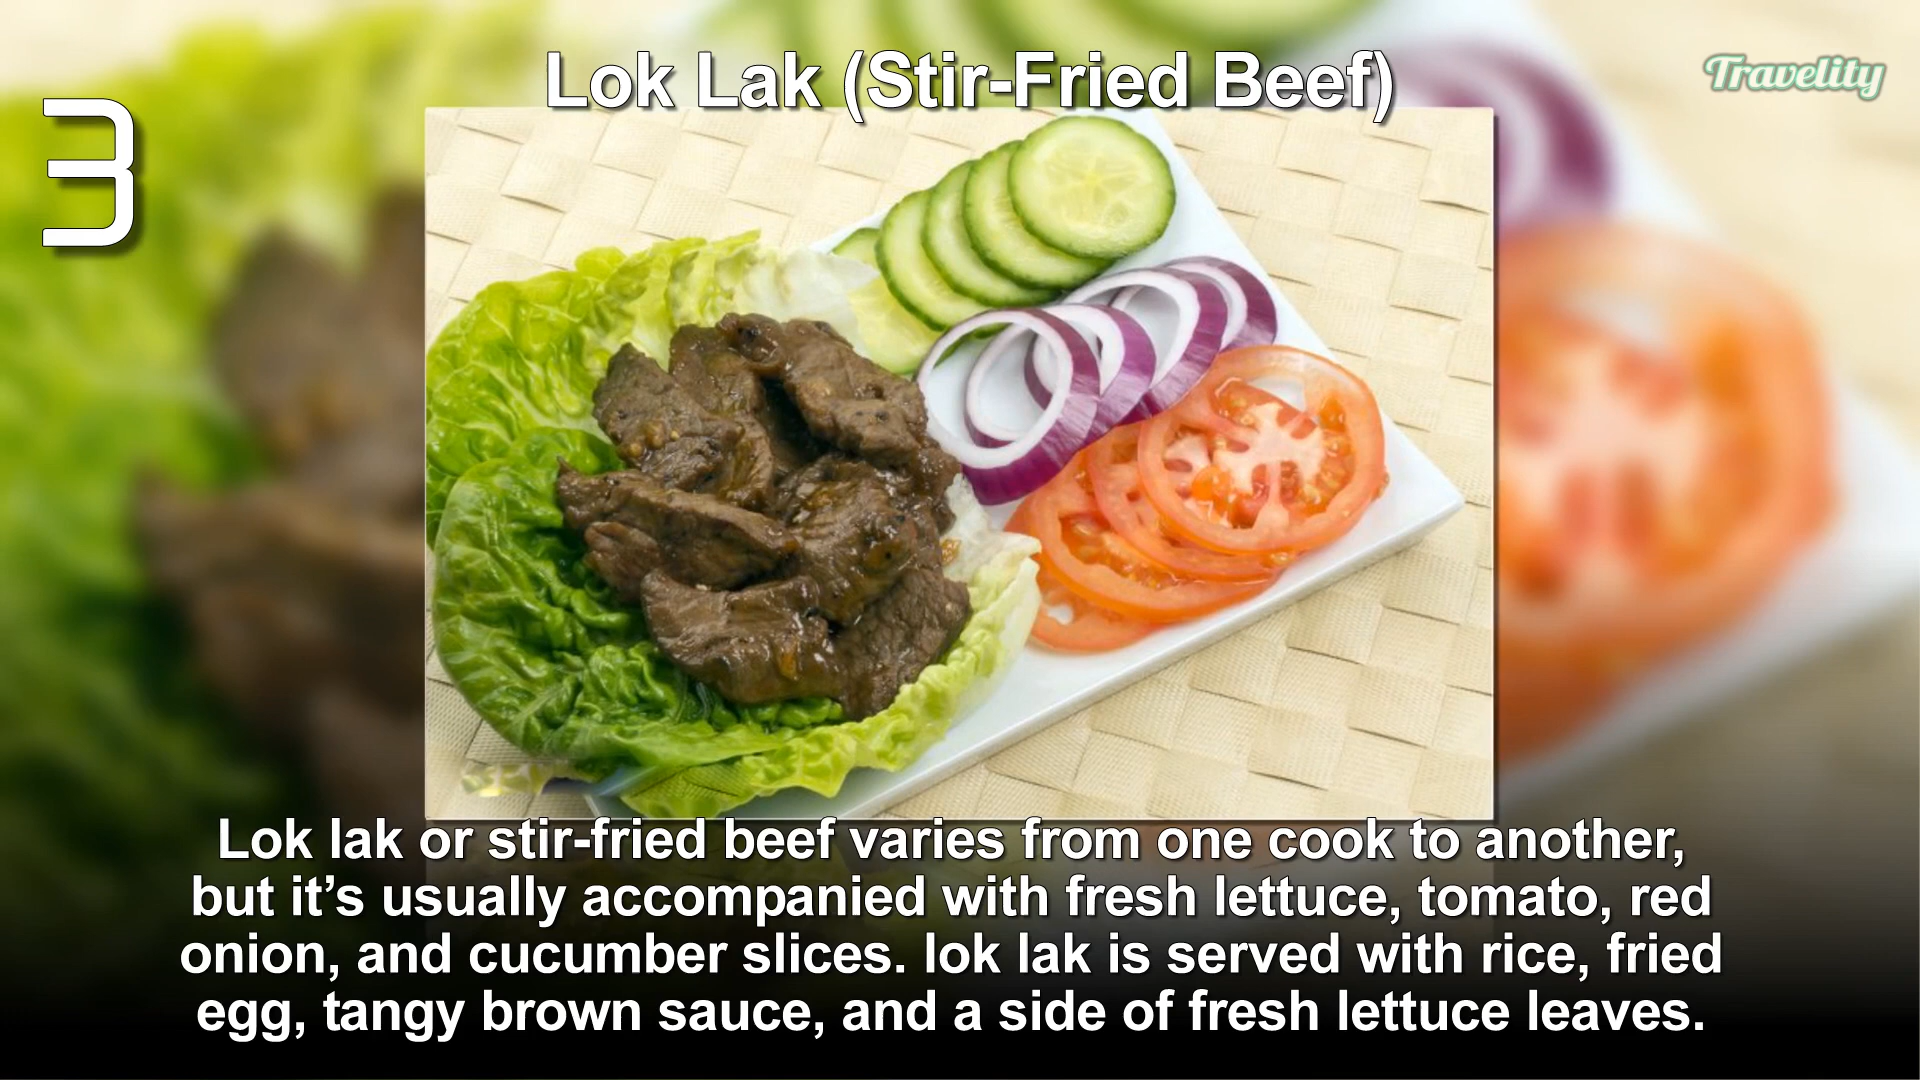 Lok Lak (Stir-Fried Beef)
Travelity
3
Lok lak or stir-fried beef varies from one cook to another,
but it’s usually accompanied with fresh lettuce, tomato, red
onion, and cucumber slices. lok lak is served with rice, fried
egg, tangy brown sauce, and a side of fresh lettuce leaves.